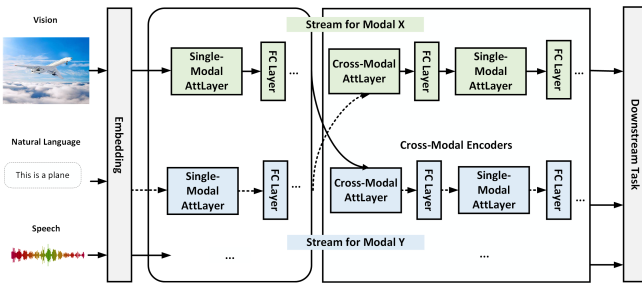 Vision
Natural Language
This is a plane
Speech
Embedding
Stream for Modal X
Single-
Modal
AttLayer
FC Layer
...
Cross-Modal
AttLayer
FC Layer
Single-
Modal
AttLayer
FC Layer
...
Cross-Modal Encoders
Single-
Modal
AttLayer
FC Layer
...
Cross-Modal
AttLayer
FC Layer
Single-
Modal
AttLayer
FC Layer
...
Stream for Modal Y
...
...
Downstream Task